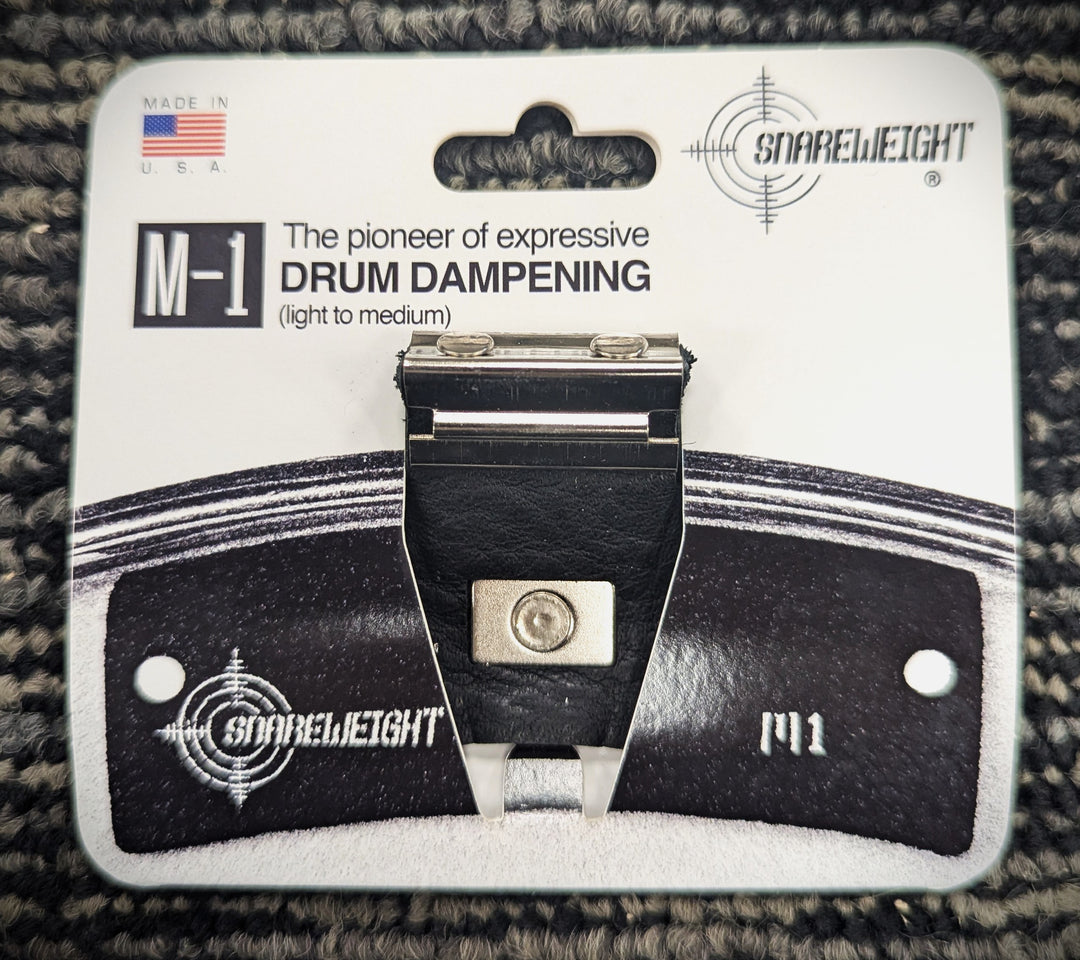 MADE IN
U. S. A.
SNAREWEIGHT
®
M-1
The pioneer of expressive
DRUM DAMPENING
(light to medium)
SNAREWEIGHT
M1